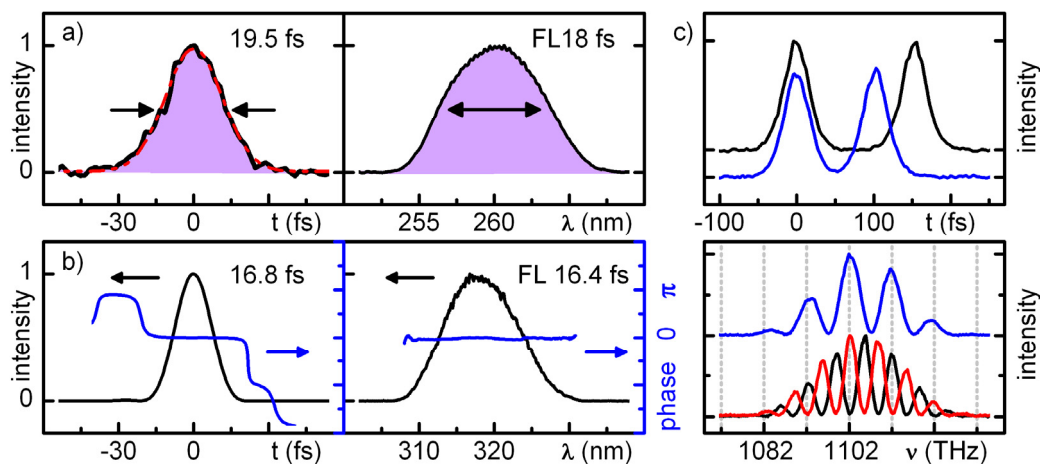 a) 19.5 fs FL18 fs c)
1
intensity
0
-30 0 t (fs) 255 260 λ (nm) -100 0 100 t (fs)
intensity
b) 16.8 fs FL 16.4 fs
1
intensity
0
-30 0 t (fs) 310 320 λ (nm)
phase 0 π
intensity
1082 1102 ν (THz)